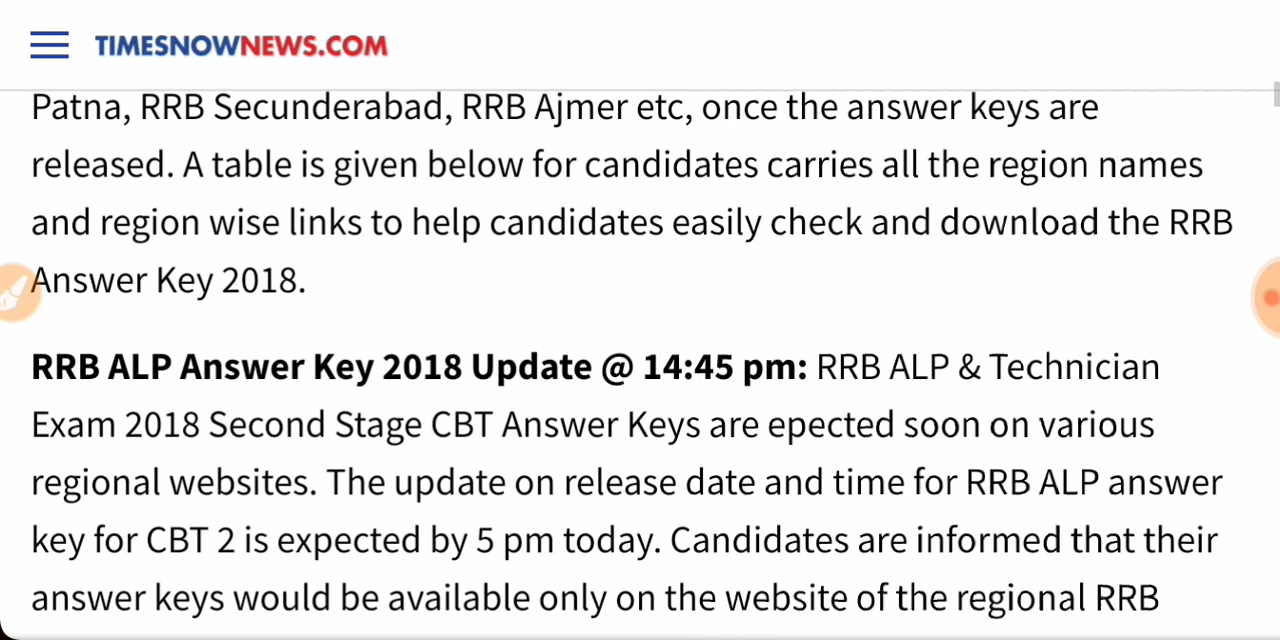 TIMESNOWNEWS.COM
Patna, RRB Secunderabad, RRB Ajmer etc, once the answer keys are
released. A table is given below for candidates carries all the region names
and region wise links to help candidates easily check and download the RRB
Answer Key 2018.
RRB ALP Answer Key 2018 Update @ 14:45 pm: RRB ALP & Technician
Exam 2018 Second Stage CBT Answer Keys are epected soon on various
regional websites. The update on release date and time for RRB ALP answer
key for CBT 2 is expected by 5 pm today. Candidates are informed that their
answer keys would be available only on the website of the regional RRB